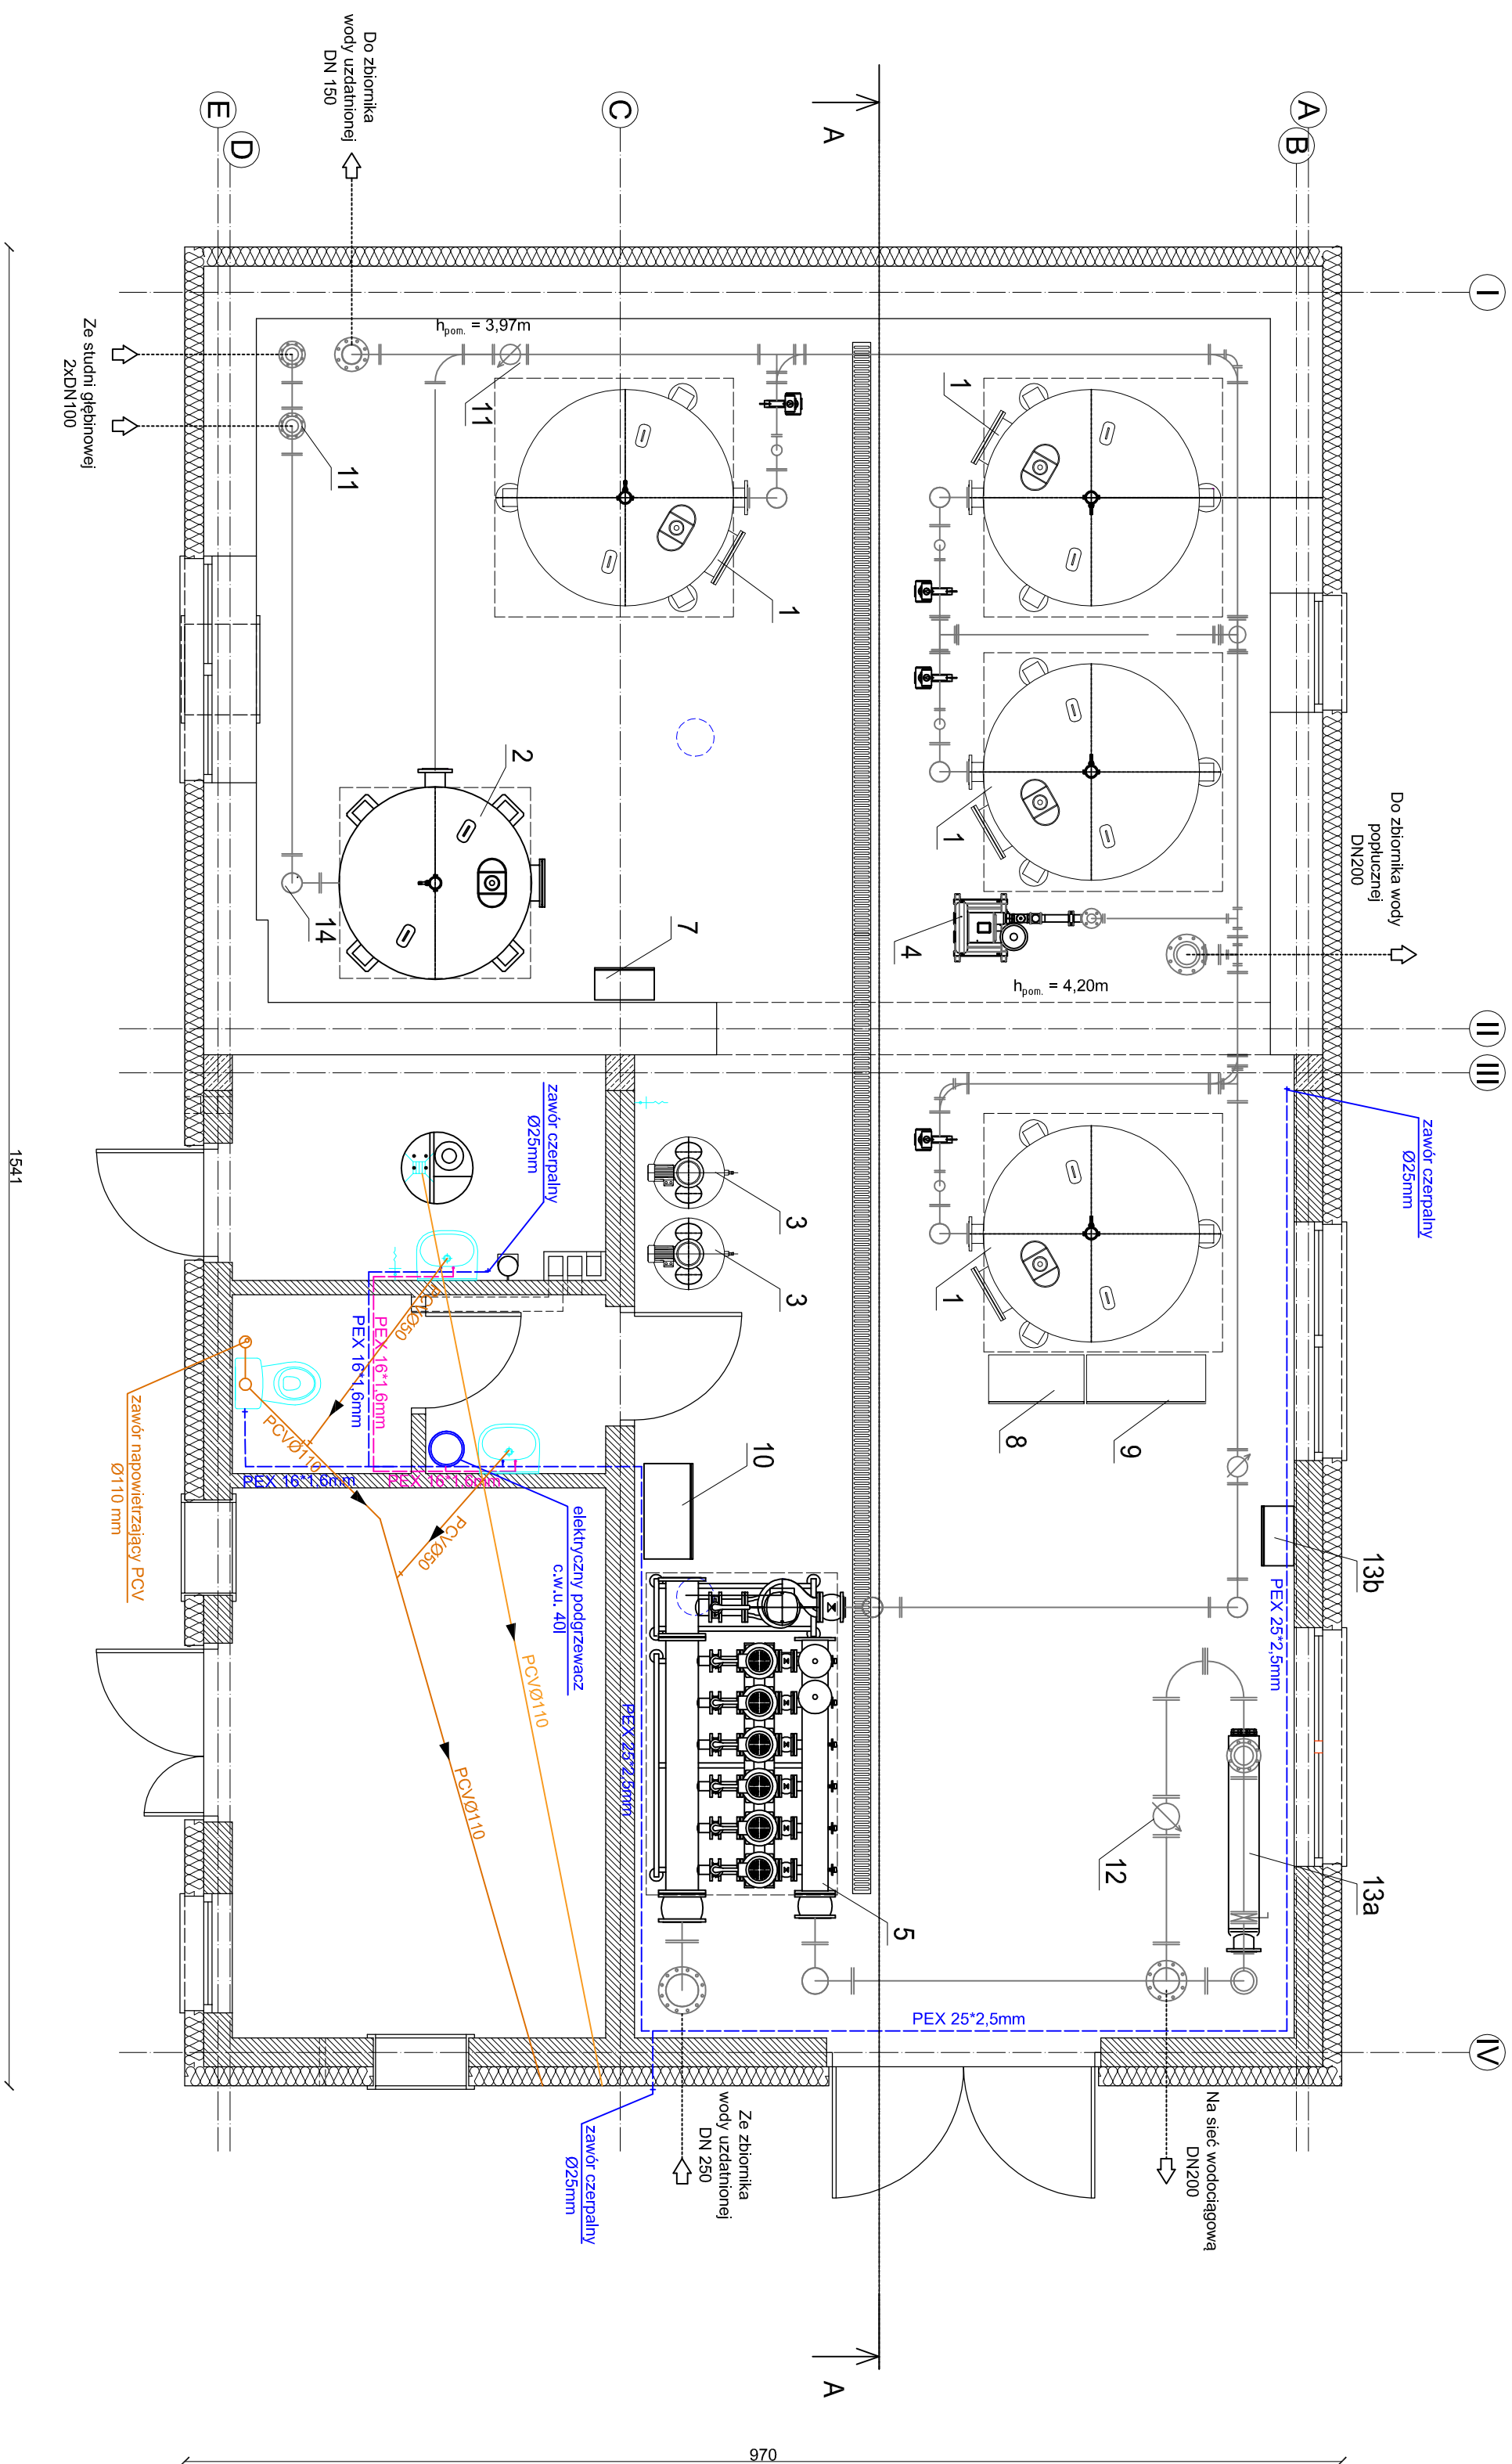 Do zbiornika
wody uzdatnionej
DN 150
E
D
C
A
A
B
I
h pom. = 3,97m
Ze studni głębinowej
2xDN100
11
11
1
1
1
2
14
7
4
Do zbiornika wody
popłucznej
DN200
h pom. = 4,20m
II
III
zawór czerpalny
Ø25mm
zawór czerpalny
Ø25mm
3
3
1
8
9
10
PCVØ50
PEX 16*1,6mm
PEX 16*1,6mm
PCVØ110
PEX 16*1,6mm
PEX 16*1,6mm
zawór napowietrzający PCV
Ø110 mm
PCVØ50
elektryczny podgrzewacz
c.w.u. 40l
PCVØ110
PCVØ110
PEX 25*2,5mm
13b
PEX 25*2,5mm
13a
12
5
PEX 25*2,5mm
IV
Na sieć wodociągową
DN200
Ze zbiornika
wody uzdatnionej
DN 250
zawór czerpalny
Ø25mm
A
1541
970